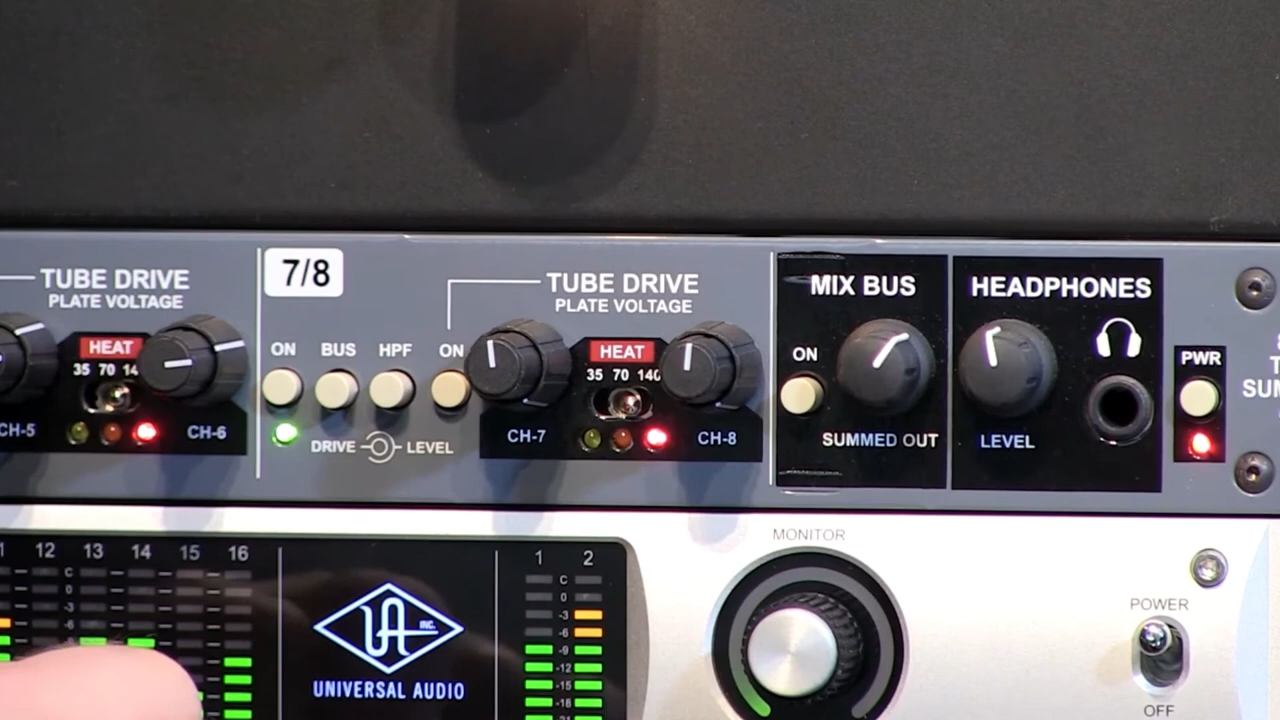 TUBE DRIVE
PLATE VOLTAGE
HEAT
35 70 14
CH-5
CH-6
7/8
ON BUS HPF ON
DRIVE LEVEL
TUBE DRIVE
PLATE VOLTAGE
HEAT
35 70 140
CH-7
CH-8
MIX BUS
ON
SUMMED OUT
HEADPHONES
LEVEL
PWR
SU
12 13 14 15 16
C
0
-3
-6
UA INC.
UNIVERSAL AUDIO
1 2
C
0
-3
-6
-9
-12
-15
-18
MONITOR
POWER
OFF